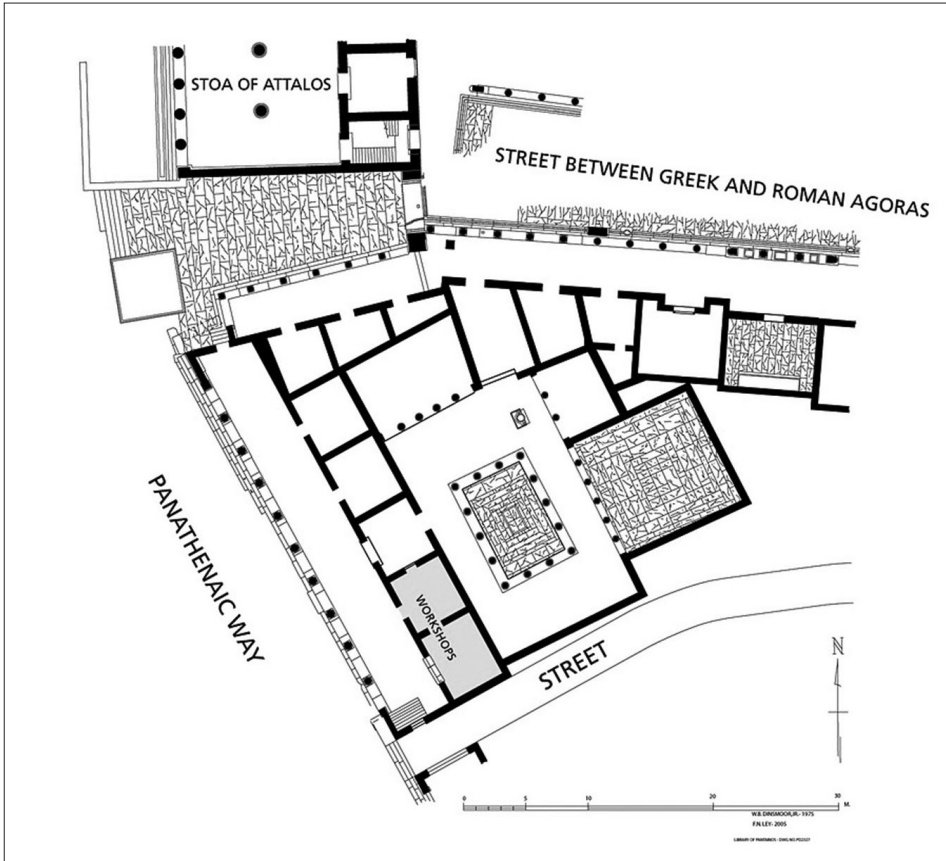 STOA OF ATTALOS
STREET BETWEEN GREEK AND ROMAN AGORAS
PANATHENAIC WAY
WORKSHOPS
STREET
N
0 5 10 20 30 M.
W.B. DINSMOOR, JR.- 1975
F.N.LEY- 2005